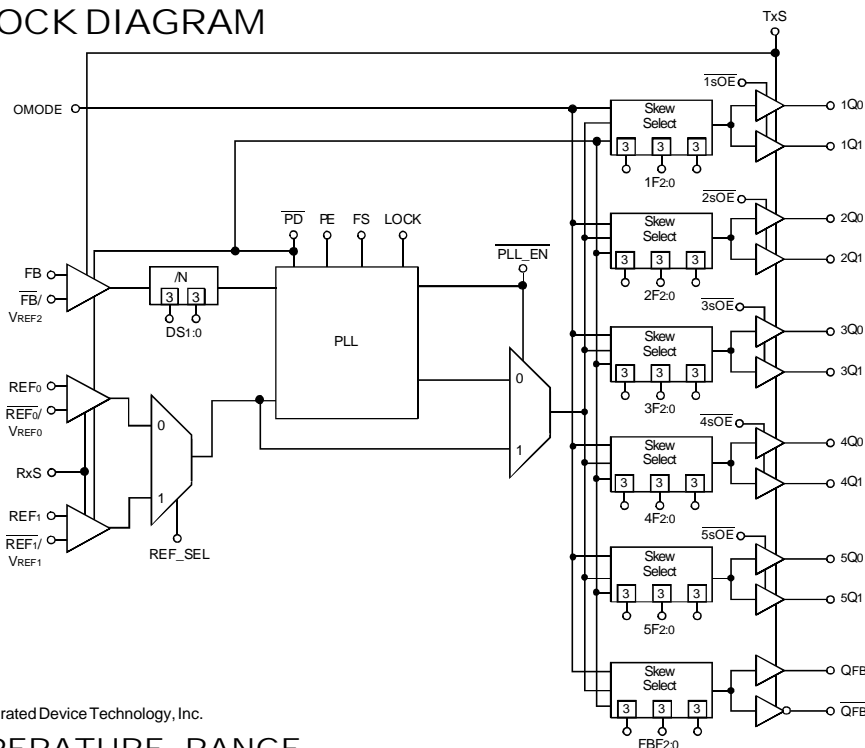 OCK DIAGRAM
TxS
1sOE
OMODE
Skew
Select
3 3 3
1F2:0
1Q0
1Q1
2sOE
Skew
Select
3 3 3
2F2:0
2Q0
2Q1
PD PE FS LOCK
PLL_EN
FB
FB/
VREF2
/N
3 3
DS1:0
PLL
3sOE
Skew
Select
3 3 3
3F2:0
3Q0
3Q1
REF0
REF0/
VREF0
0
1
0
1
RxS
REF1
REF1/
VREF1
REF_SEL
4sOE
Skew
Select
3 3 3
4F2:0
4Q0
4Q1
5sOE
Skew
Select
3 3 3
5F2:0
5Q0
5Q1
Skew
Select
3 3 3
FBF2:0
QFB
QFB
rated Device Technology, Inc.
PERATURE RANGE